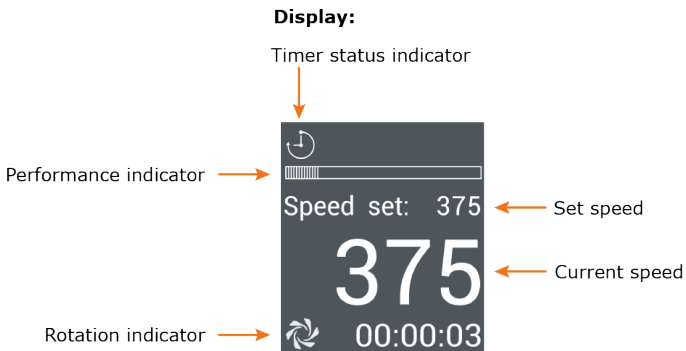 Display:
Timer status indicator
Performance indicator
Speed set: 375
Set speed
375
Current speed
Rotation indicator
00:00:03